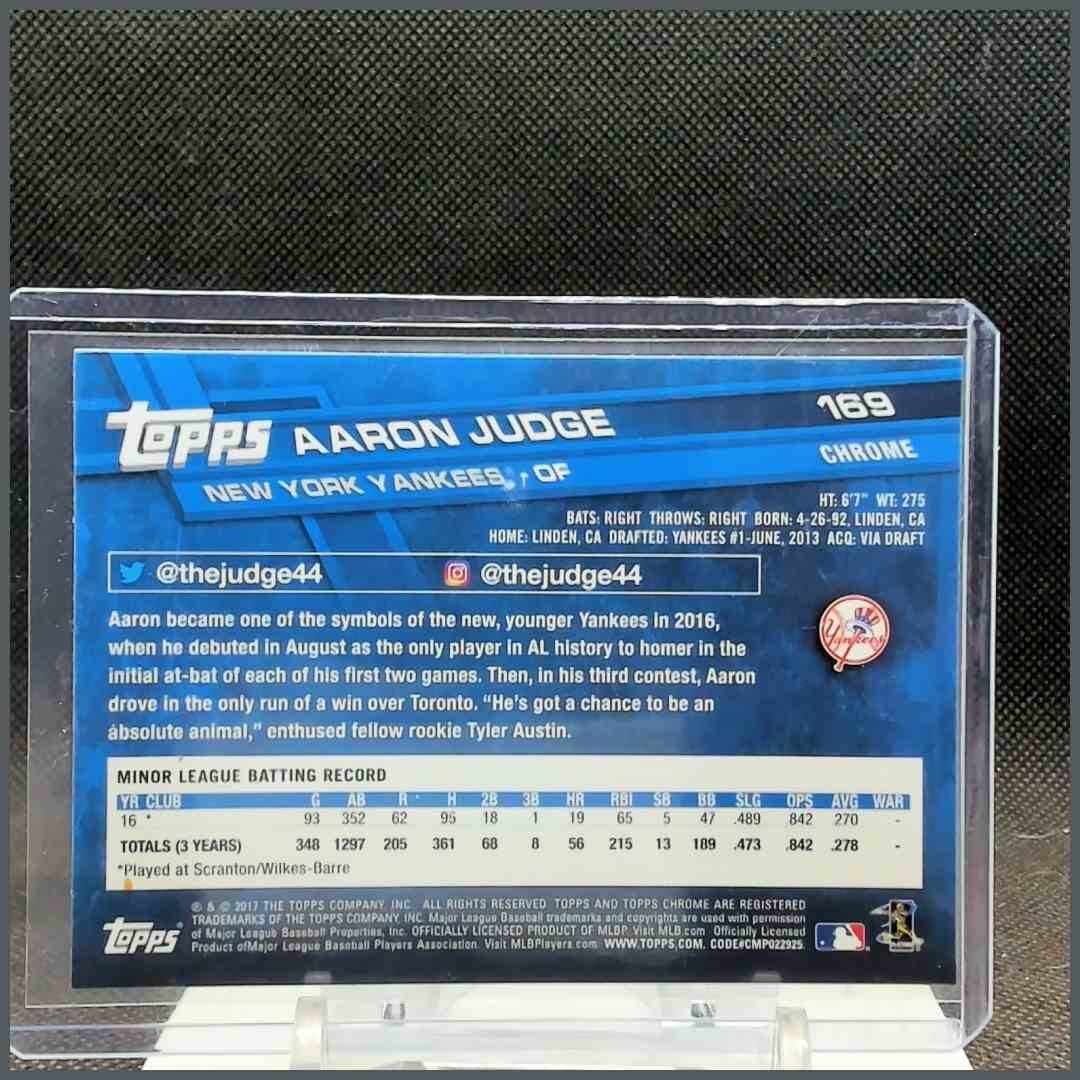 TOPPS AARON JUDGE 169
CHROME
NEW YORK YANKEES • OF
HT: 6'7" WT: 275
BATS: RIGHT THROWS: RIGHT BORN: 4-26-92, LINDEN, CA
HOME: LINDEN, CA DRAFTED: YANKEES #1-JUNE, 2013 ACQ: VIA DRAFT
@thejudge44 @thejudge44
Aaron became one of the symbols of the new, younger Yankees in 2016,
when he debuted in August as the only player in AL history to homer in the
initial at-bat of each of his first two games. Then, in his third contest, Aaron
drove in the only run of a win over Toronto. “He's got a chance to be an
absolute animal,” enthused fellow rookie Tyler Austin.
Yankees
MINOR LEAGUE BATTING RECORD
YR CLUB G AB R H 2B 3B HR RBI SB BB SLG OPS AVG WAR
16 * 93 352 62 95 18 1 19 65 5 47 .489 .842 .270 -
TOTALS (3 YEARS) 348 1297 205 361 68 8 56 215 13 189 .473 .842 .278 -
*Played at Scranton/Wilkes-Barre
® & © 2017 THE TOPPS COMPANY, INC. ALL RIGHTS RESERVED. TOPPS AND TOPPS CHROME ARE REGISTERED
TRADEMARKS OF THE TOPPS COMPANY, INC. Major League Baseball trademarks and copyrights are used with permission
of Major League Baseball Properties, Inc. OFFICIALLY LICENSED PRODUCT OF MLBP Visit MLB.com Officially Licensed
Product of Major League Baseball Players Association. Visit MLBPlayers.com WWW.TOPPS.COM. CODE#CMP022925
TOPPS